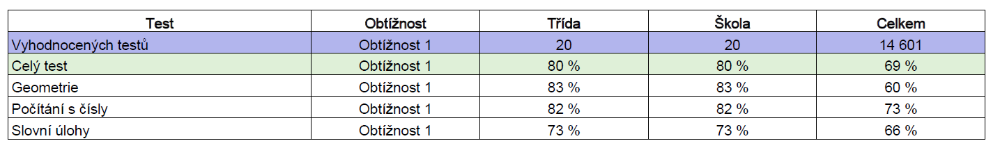 Test Obtížnost Třída Škola Celkem
Vyhodnocených testů Obtížnost 1 20 20 14 601
Celý test Obtížnost 1 80 % 80 % 69 %
Geometrie Obtížnost 1 83 % 83 % 60 %
Počítání s čísly Obtížnost 1 82 % 82 % 73 %
Slovní úlohy Obtížnost 1 73 % 73 % 66 %